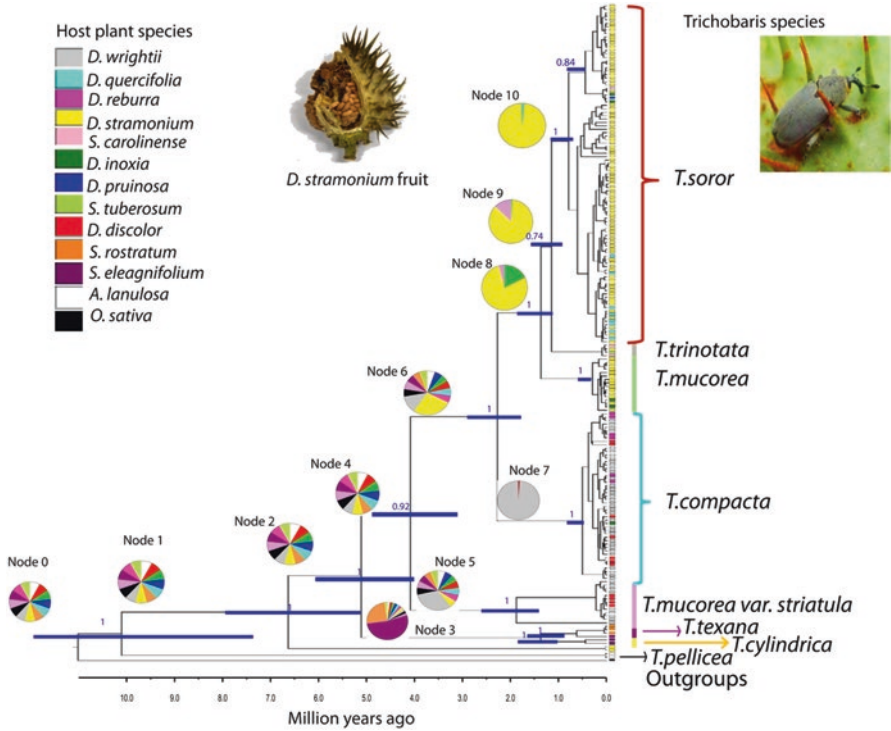 Host plant species
D. wrightii
D. quercifolia
D. reburra
D. stramonium
S. carolinense
D. inoxia
D. pruinosa
S. tuberosum
D. discolor
S. rostratum
S. eleagnifolium
A. lanulosa
O. sativa
D. stramonium fruit
Trichobaris species
0.84
Node 10
1
Node 9
0.74
Node 8
1
Node 6
1
Node 7
1
Node 4
0.92
Node 2
1
Node 5
1
Node 1
1
Node 0
1
Node 3
1
1
T.soror
T.trinotata
T.mucorea
T.compacta
T.mucorea var. striatula
T.texana
T.cylindrica
T.pellicea
Outgroups
10.0 9.0 8.0 7.0 6.0 5.0 4.0 3.0 2.0 1.0 0.0
Million years ago